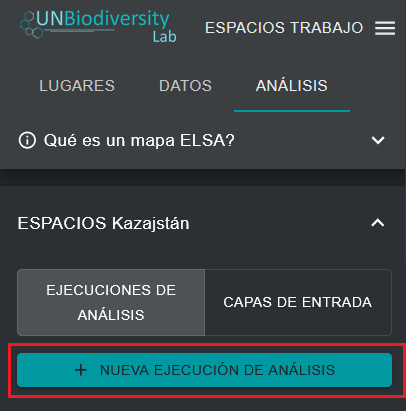 UNBiodiversity
Lab
ESPACIOS TRABAJO
LUGARES DATOS ANÁLISIS
Qué es un mapa ELSA?
ESPACIOS Kazajstán
EJECUCIONES DE
ANÁLISIS
CAPAS DE ENTRADA
+ NUEVA EJECUCIÓN DE ANÁLISIS